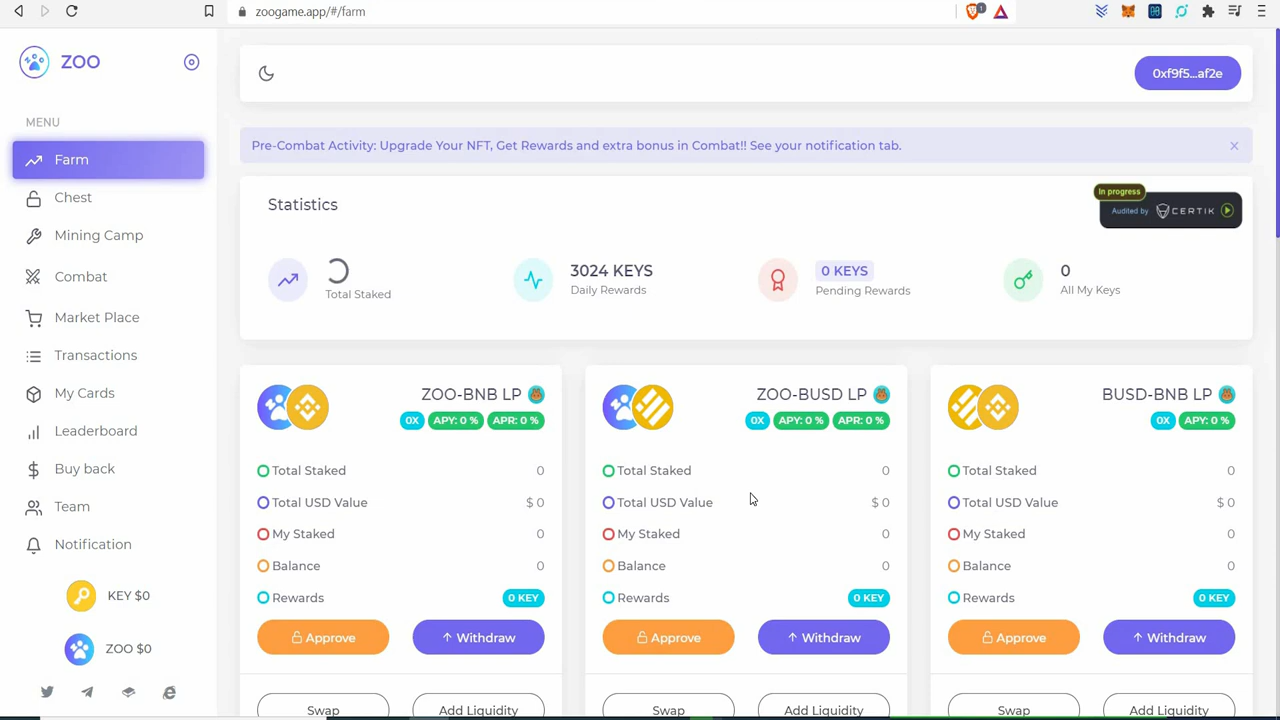 zoogame.app/#/farm
1
ZOO
0xf9f5...af2e
MENU
Farm
Chest
Mining Camp
Combat
Market Place
Transactions
My Cards
Leaderboard
Buy back
Team
Notification
KEY $0
ZOO $0
Pre-Combat Activity: Upgrade Your NFT, Get Rewards and extra bonus in Combat!! See your notification tab.
Statistics
In progress
Audited by CERTIK
Total Staked
3024 KEYS
Daily Rewards
0 KEYS
Pending Rewards
0
All My Keys
ZOO-BNB LP
0X APY: 0 % APR: 0 %
Total Staked 0
Total USD Value $ 0
My Staked 0
Balance 0
Rewards 0 KEY
Approve Withdraw
Swap Add Liquidity
ZOO-BUSD LP
0X APY: 0 % APR: 0 %
Total Staked 0
Total USD Value $ 0
My Staked 0
Balance 0
Rewards 0 KEY
Approve Withdraw
Swap Add Liquidity
BUSD-BNB LP
0X APY: 0 %
Total Staked 0
Total USD Value $ 0
My Staked 0
Balance 0
Rewards 0 KEY
Approve Withdraw
Swap Add Liquidity